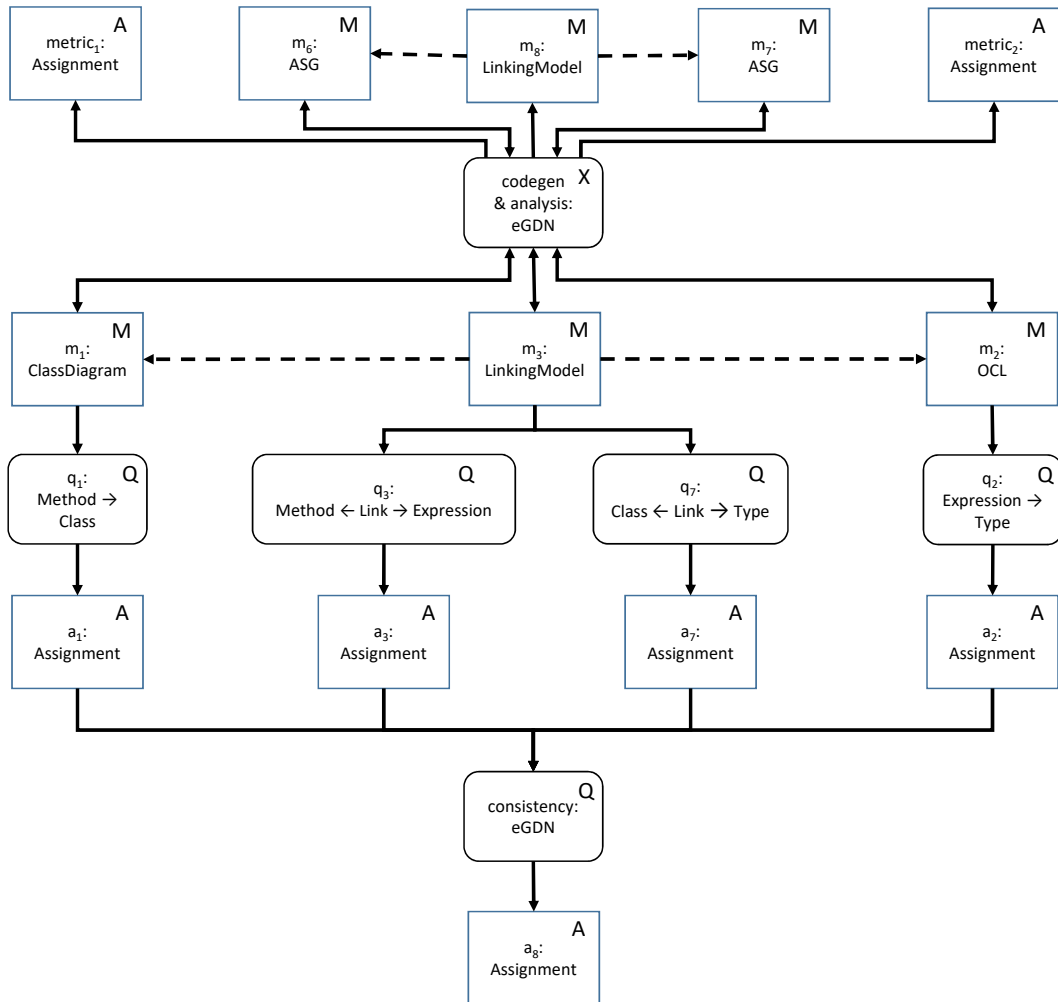 A
metric₁:
Assignment
M
m₆:
ASG
M
m₈:
LinkingModel
M
m₇:
ASG
A
metric₂:
Assignment
X
codegen
& analysis:
eGDN
M
m₁:
ClassDiagram
M
m₃:
LinkingModel
M
m₂:
OCL
Q
q₁:
Method →
Class
Q
q₃:
Method ← Link → Expression
Q
q₇:
Class ← Link → Type
Q
q₂:
Expression →
Type
A
a₁:
Assignment
A
a₃:
Assignment
A
a₇:
Assignment
A
a₂:
Assignment
Q
consistency:
eGDN
A
a₈:
Assignment